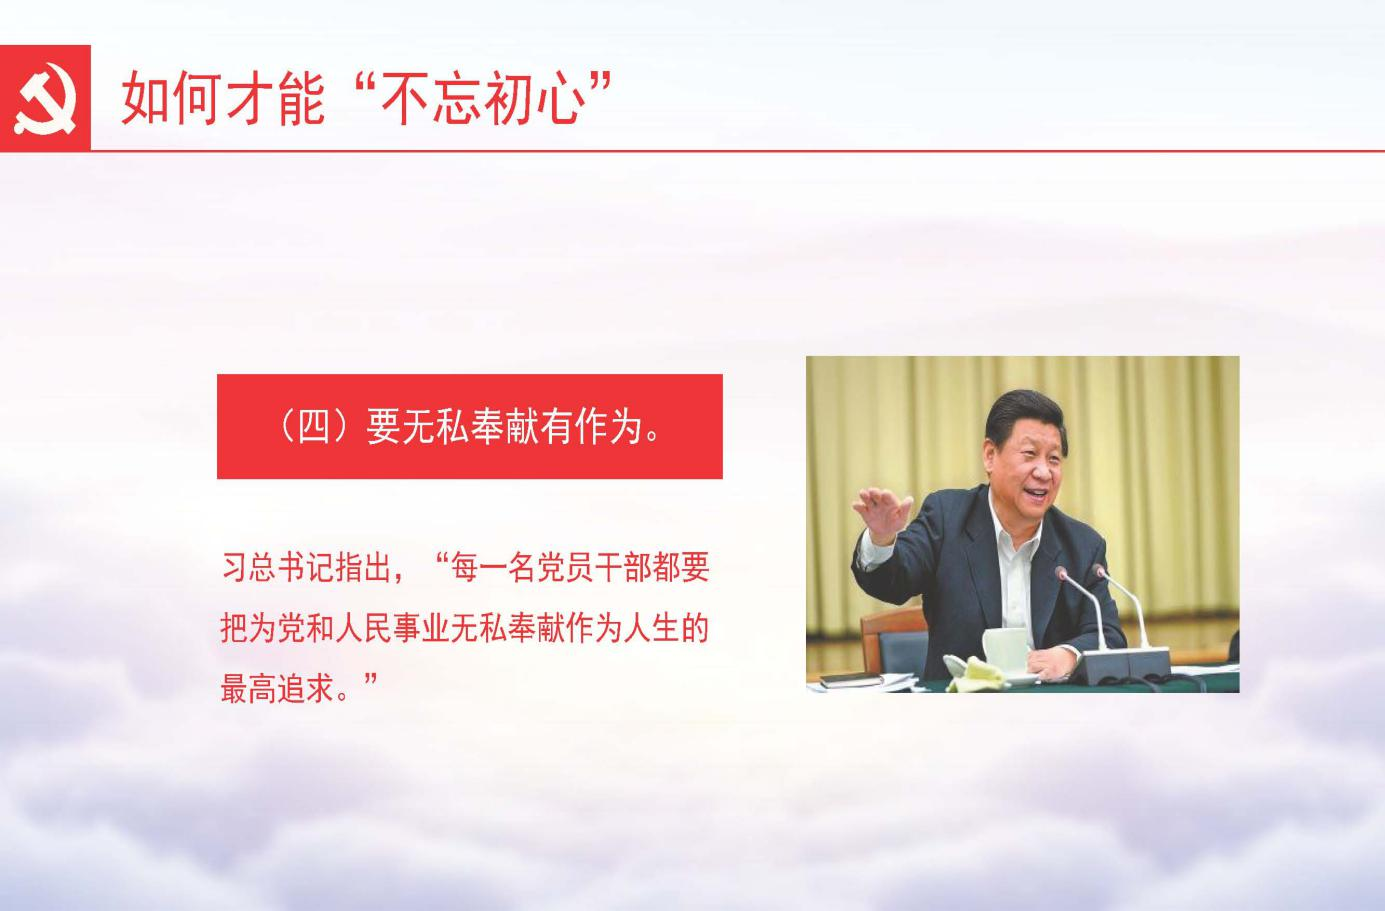 如何才能“不忘初心”
（四）要无私奉献有作为。
习总书记指出，“每一名党员干部都要
把为党和人民事业无私奉献作为人生的
最高追求。”